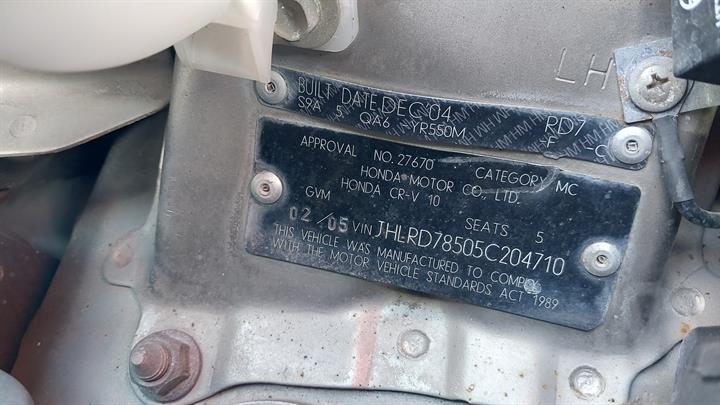 LH
BUILT DATE DEC'04 RD7
S9A 5 QA6 YR550M F C
APPROVAL NO. 27670 CATEGORY MC
HONDA MOTOR CO., LTD.
HONDA CR-V 10
GVM SEATS 5
02/05 VIN JHLRD78505C204710
THIS VEHICLE WAS MANUFACTURED TO COMPLY
WITH THE MOTOR VEHICLE STANDARDS ACT 1989